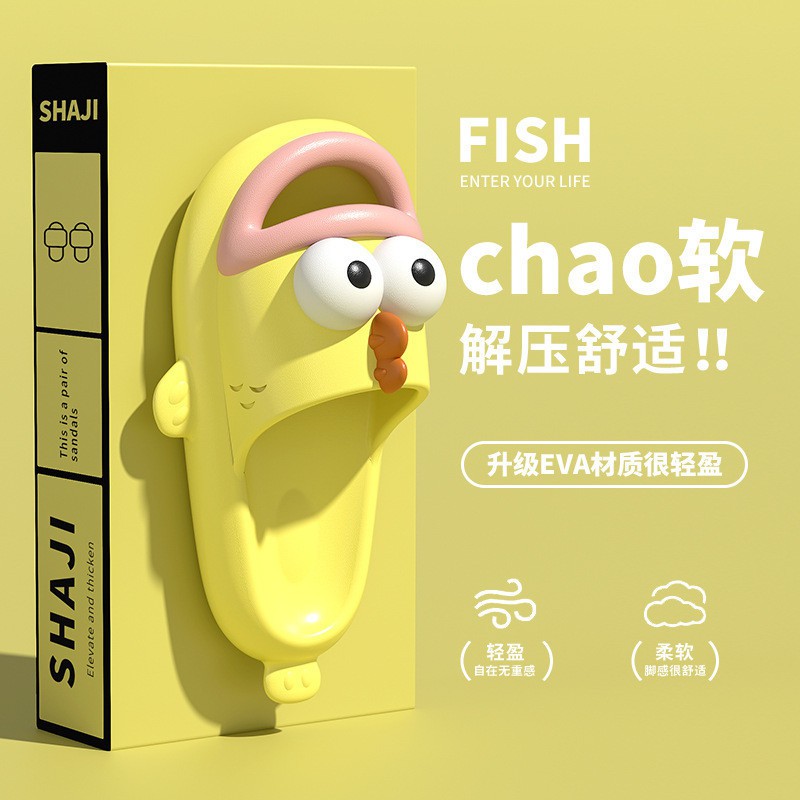 SHAJI
This is a pair of
sandals
SHAJI
Elevate and thicken
FISH
ENTER YOUR LIFE
chao软
解压舒适!!
升级EVA材质很轻盈
轻盈
自在无重感
柔软
脚感很舒适